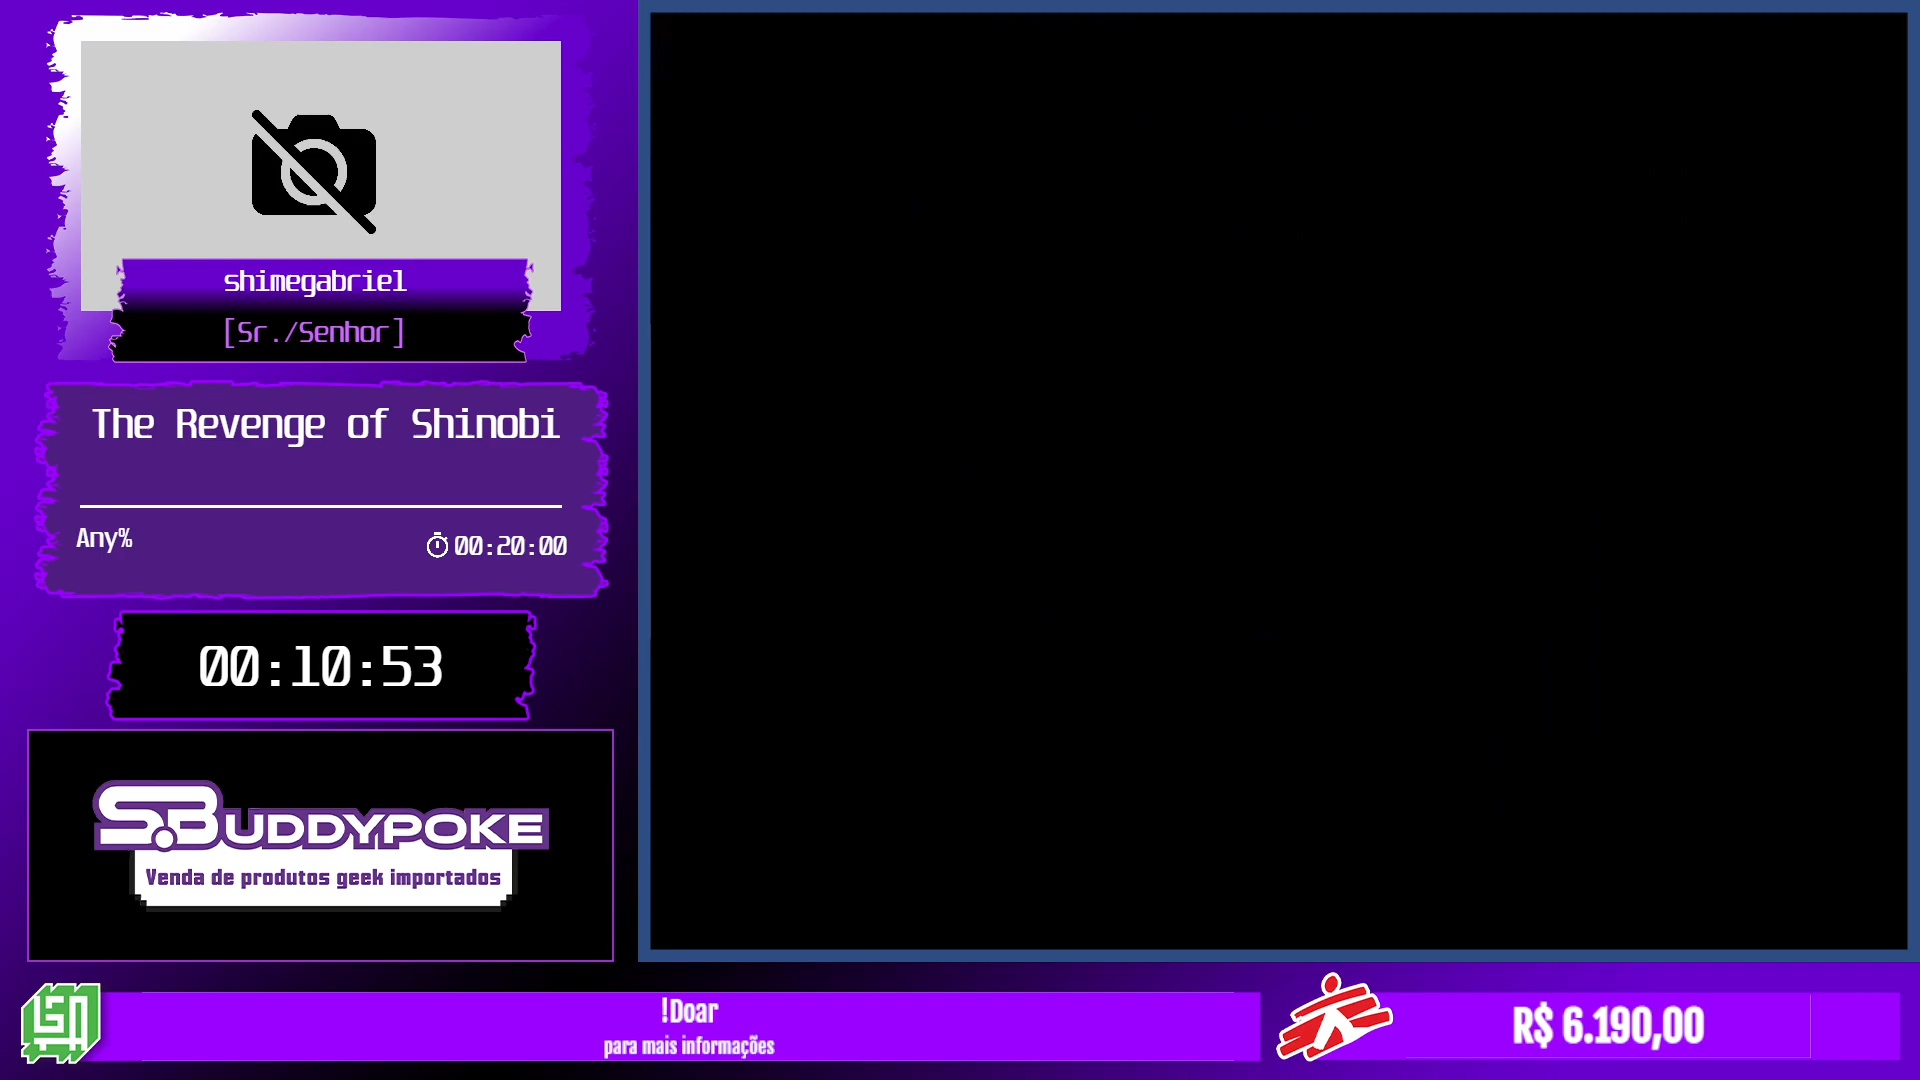 shimegabriel
[Sr./Senhor]
The Revenge of Shinobi
Any%
00:20:00
00:10:53
S.BUDDYPOKE
Venda de produtos geek importados
!Doar
para mais informações
R$ 6.190,00